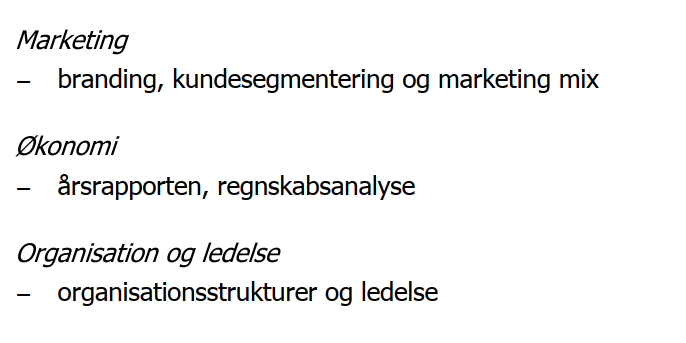 Marketing
– branding, kundesegmentering og marketing mix
Økonomi
– årsrapporten, regnskabsanalyse
Organisation og ledelse
– organisationsstrukturer og ledelse